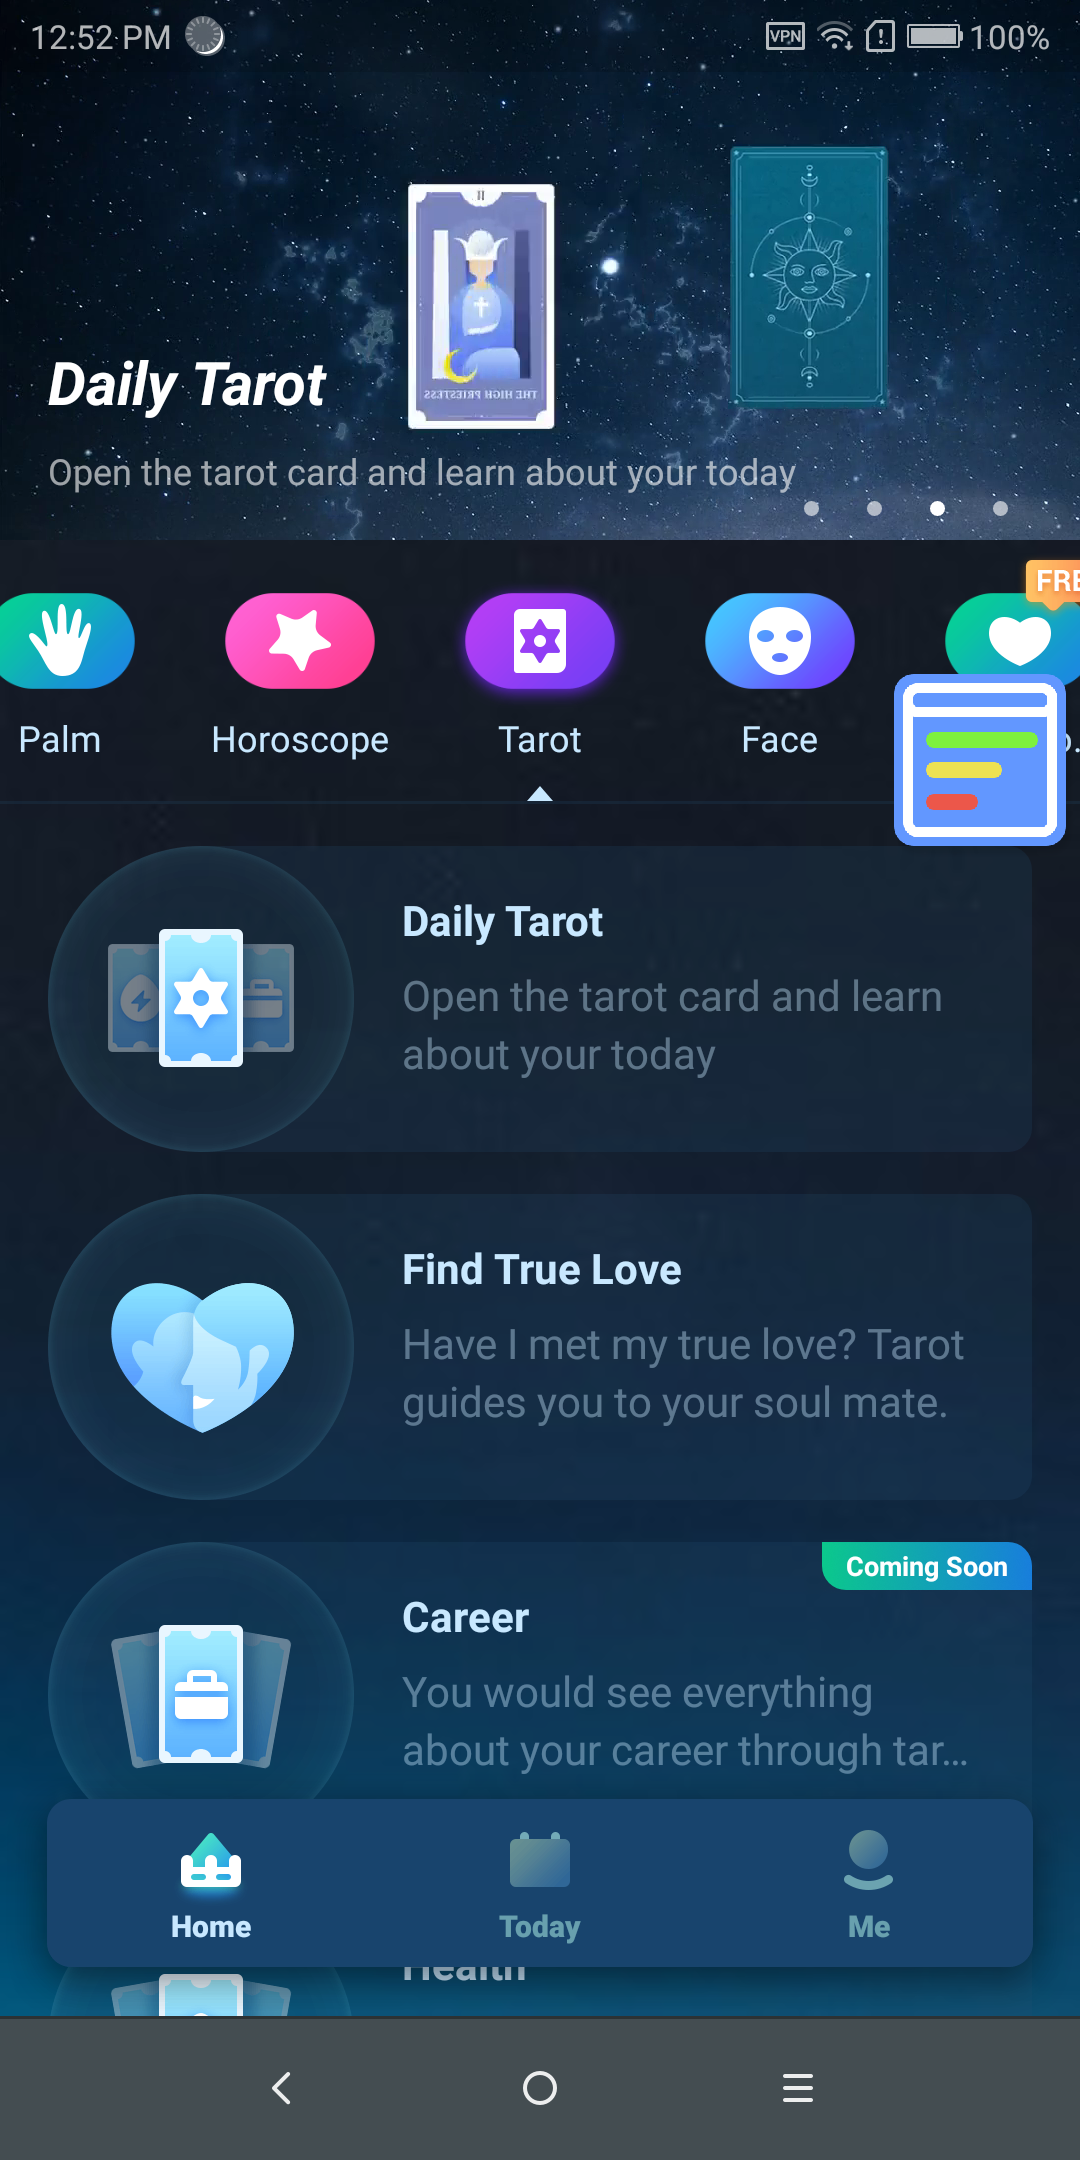 12:52 PM
VPN
100%
II
THE HIGH PRIESTESS
Daily Tarot
Open the tarot card and learn about your today
FRE
Palm
Horoscope
Tarot
Face
Daily Tarot
Open the tarot card and learn
about your today
Find True Love
Have I met my true love? Tarot
guides you to your soul mate.
Coming Soon
Career
You would see everything
about your career through tar...
Home
Today
Me
Health